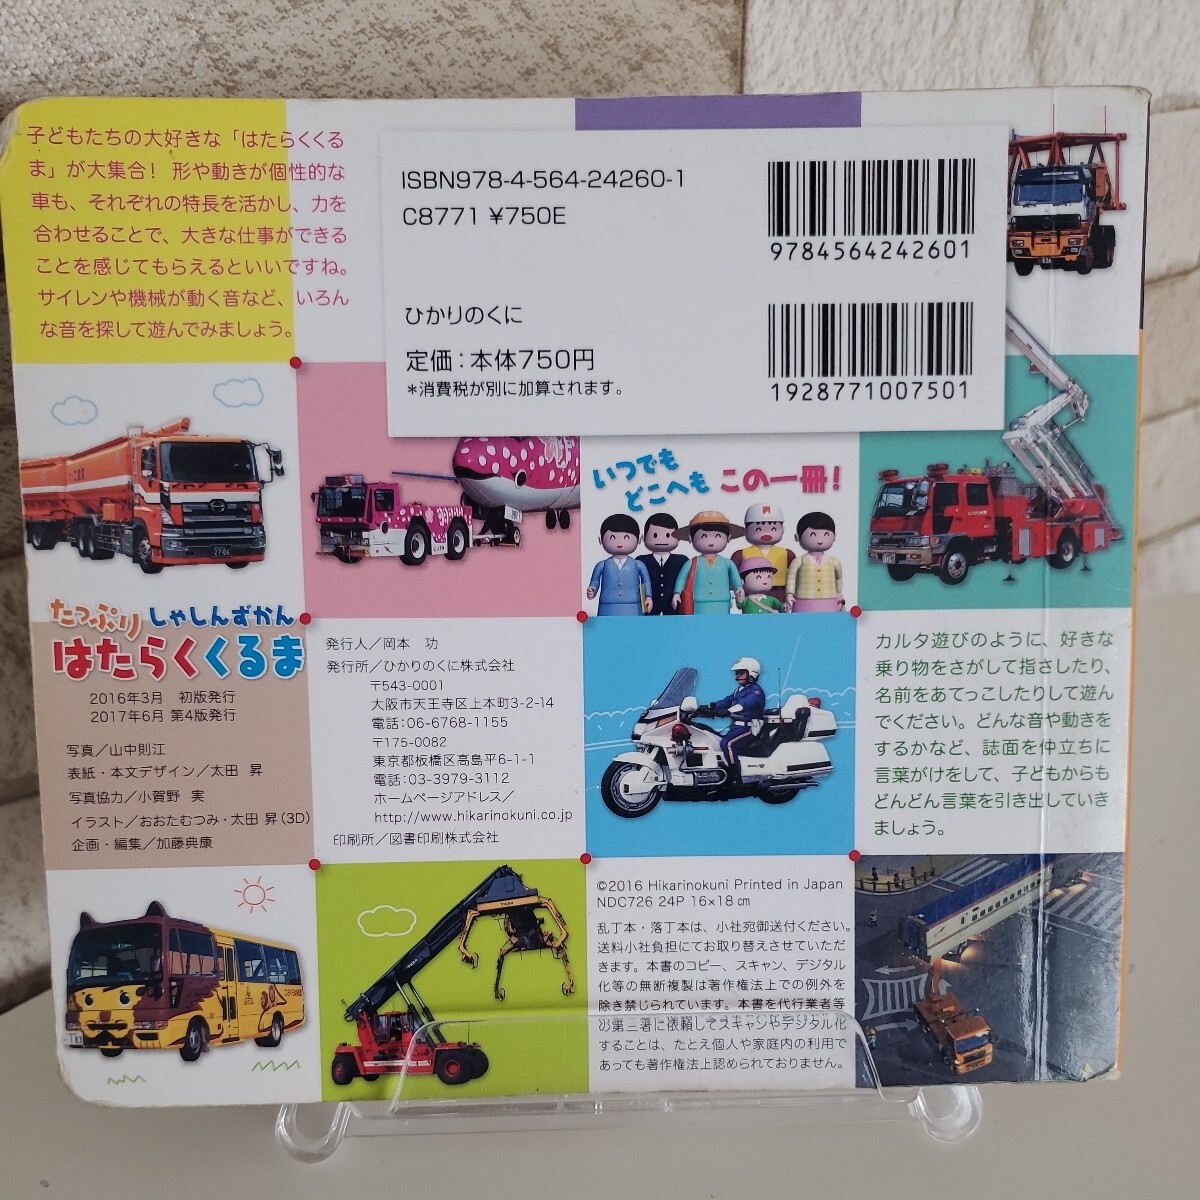 子どもたちの大好きな「はたらくくる
ま」が大集合! 形や動きが個性的な
車も、それぞれの特長を活かし、力を
合わせることで、大きな仕事ができる
ことを感じてもらえるといいですね。
サイレンや機械が動く音など、いろん
な音を探して遊んでみましょう。
ISBN978-4-564-24260-1
C8771 ¥750E
9784564242601
ひかりのくに
定価:本体750円
*消費税が別に加算されます。
1928771007501
いつでも
どこへも この一冊!
2706
たっぷり しゃしんずかん
はたらくくるま
2016年3月 初版発行
2017年6月 第4版発行
写真/山中則江
表紙・本文デザイン/太田 昇
写真協力/小賀野 実
イラスト/おおたむつみ・太田 昇(3D)
企画・編集/加藤典康
発行人/岡本 功
発行所/ひかりのくに株式会社
〒543-0001
大阪市天王寺区上本町3-2-14
電話:06-6768-1155
〒175-0082
東京都板橋区高島平6-1-1
電話:03-3979-3112
ホームページアドレス/
http://www.hikarinokuni.co.jp
印刷所/図書印刷株式会社
カルタ遊びのように、好きな
乗り物をさがして指さしたり、
名前をあてっこしたりして遊ん
でください。どんな音や動きを
するかなど、誌面を仲立ちに
言葉がけをして、子どもからも
どんどん言葉を引き出していき
ましょう。
©2016 Hikarinokuni Printed in Japan
NDC726 24P 16×18㎝
乱丁本・落丁本は、小社宛御送付ください。
送料小社負担にてお取り替えさせていただ
きます。本書のコピー、スキャン、デジタル
化等の無断複製は著作権法上での例外を
除き禁じられています。本書を代行業者等
の第三者に依頼してスキャンやデジタル化
することは、たとえ個人や家庭内の利用で
あっても著作権法上認められておりません。